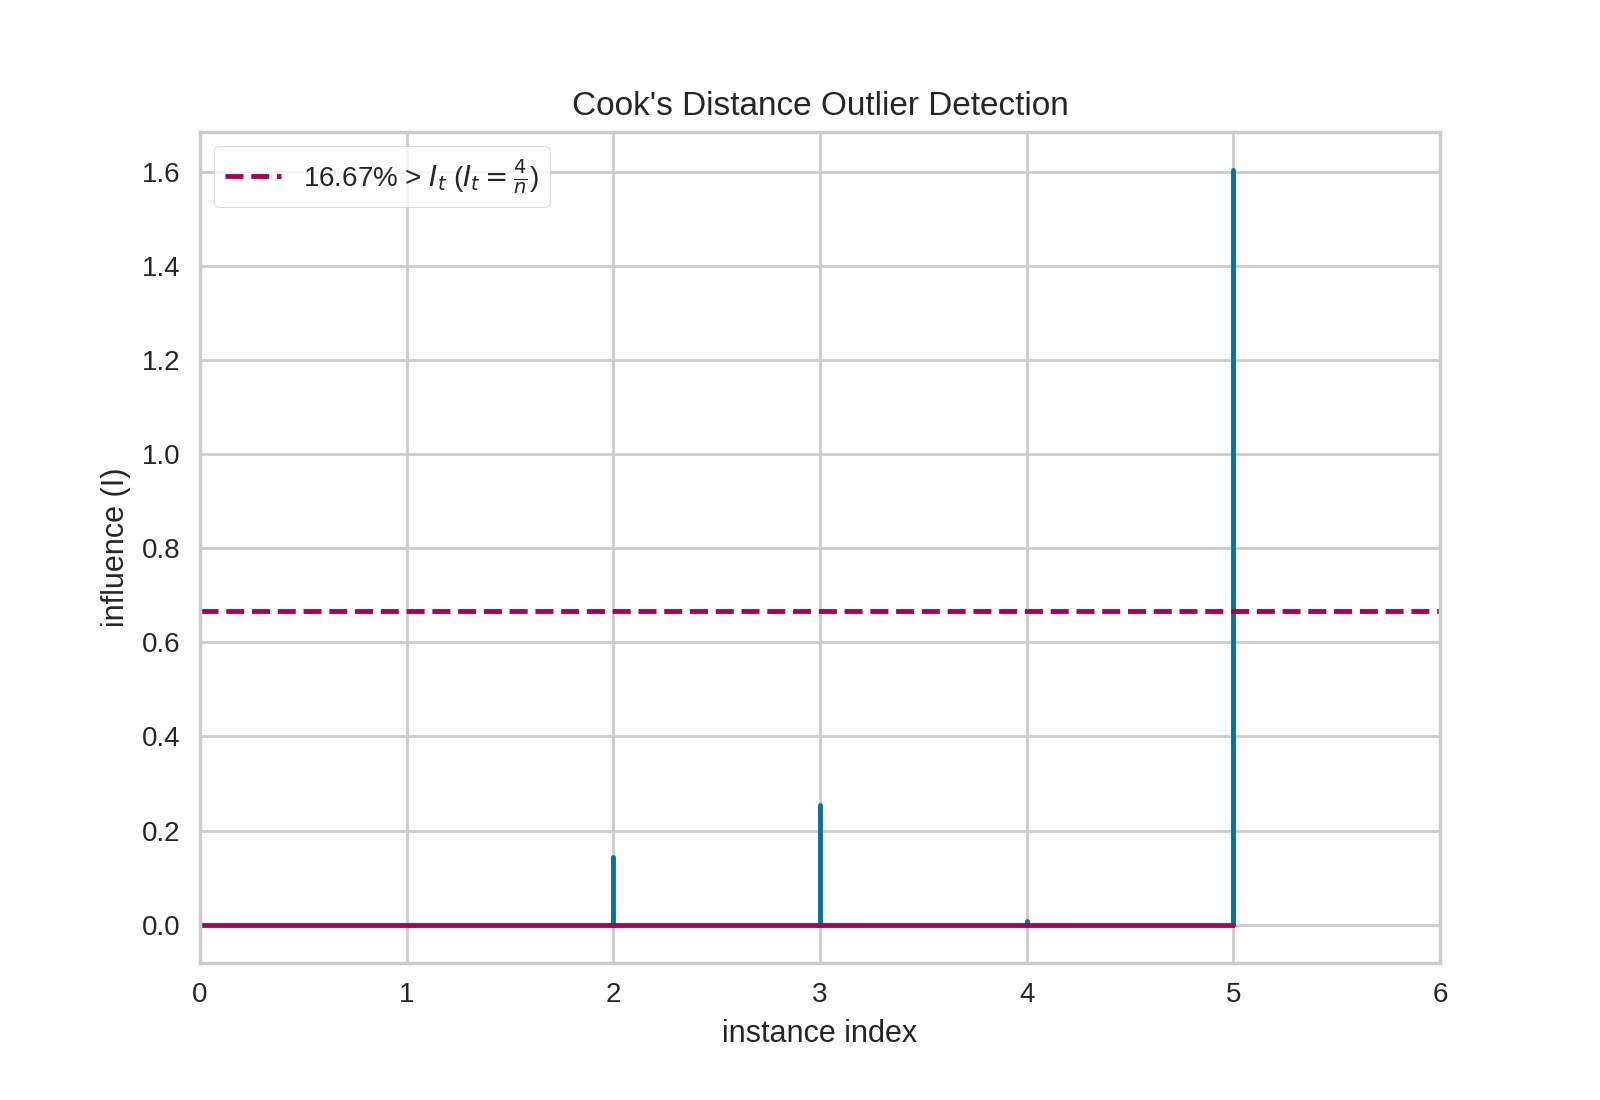 Cook's Distance Outlier Detection
16.67% > I_t (I_t = 4/n)
1.6
1.4
1.2
1.0
0.8
0.6
0.4
0.2
0.0
influence (I)
0 1 2 3 4 5 6
instance index